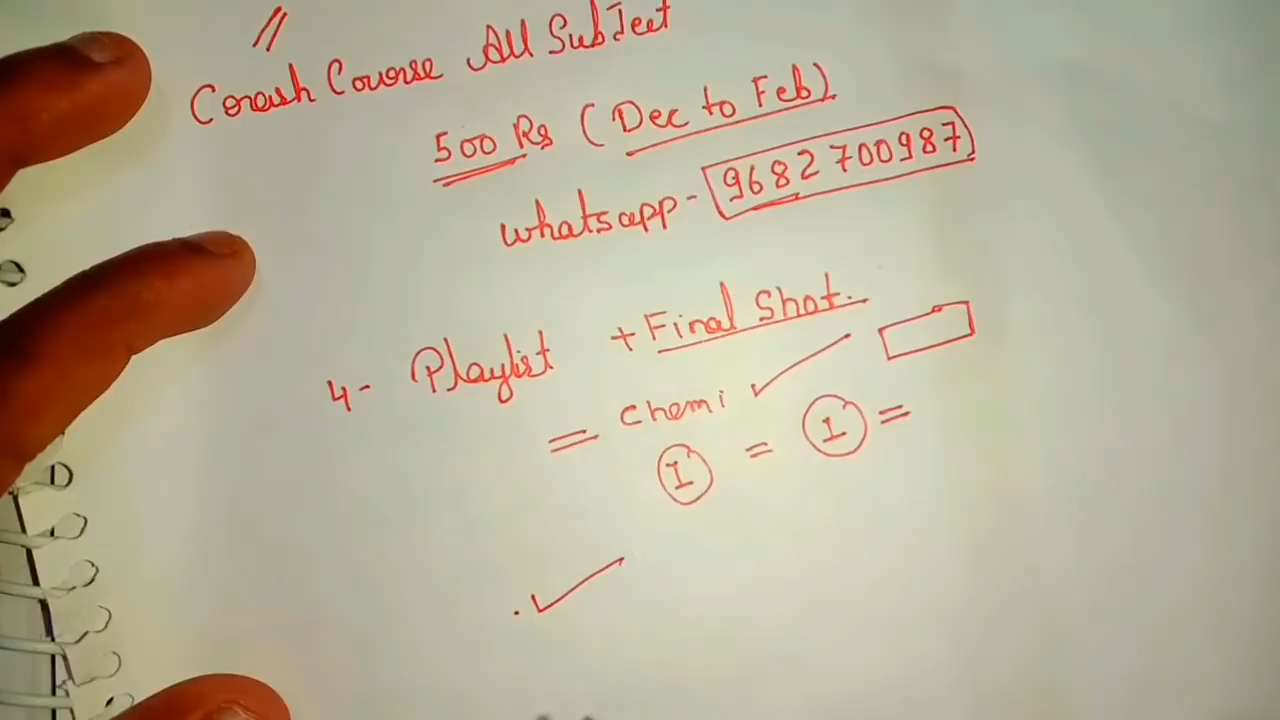 Crash Course All Subject
500 Rs (Dec to Feb)
whatsapp - 9682700987
4 - Playlist + Final Shot.
= Chemi ✓
1 = 1 =